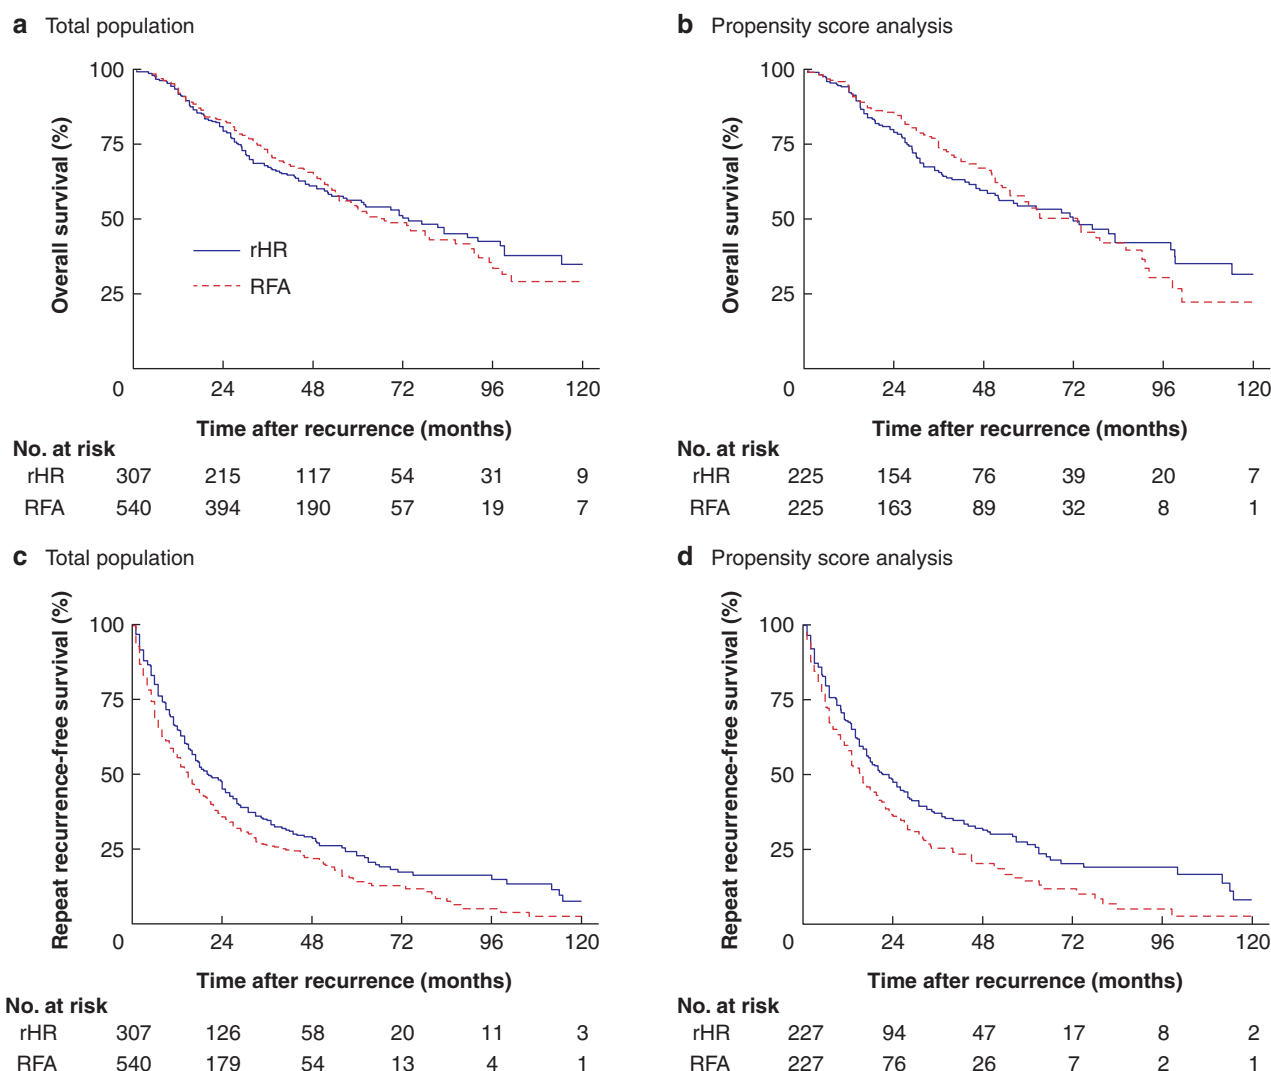 a Total population
Overall survival (%)
100
75
50
25
0
24 48 72 96 120
rHR
RFA
Time after recurrence (months)
No. at risk
rHR 307 215 117 54 31 9
RFA 540 394 190 57 19 7
b Propensity score analysis
Overall survival (%)
100
75
50
25
0
24 48 72 96 120
Time after recurrence (months)
No. at risk
rHR 225 154 76 39 20 7
RFA 225 163 89 32 8 1
c Total population
Repeat recurrence-free survival (%)
100
75
50
25
0
24 48 72 96 120
Time after recurrence (months)
No. at risk
rHR 307 126 58 20 11 3
RFA 540 179 54 13 4 1
d Propensity score analysis
Repeat recurrence-free survival (%)
100
75
50
25
0
24 48 72 96 120
Time after recurrence (months)
No. at risk
rHR 227 94 47 17 8 2
RFA 227 76 26 7 2 1